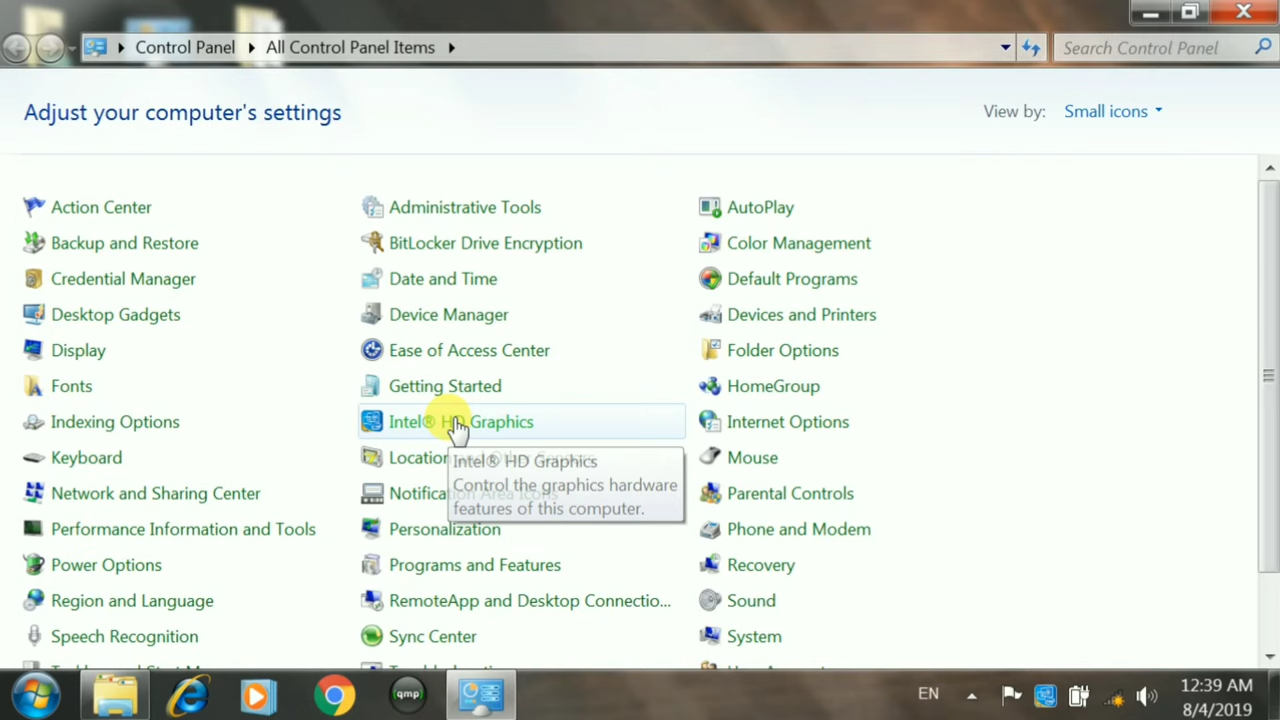 Control Panel All Control Panel Items
Search Control Panel
Adjust your computer's settings
View by: Small icons
Action Center
Administrative Tools
AutoPlay
Backup and Restore
BitLocker Drive Encryption
Color Management
Credential Manager
Date and Time
Default Programs
Desktop Gadgets
Device Manager
Devices and Printers
Display
Ease of Access Center
Folder Options
Fonts
Getting Started
HomeGroup
Indexing Options
Intel® HD Graphics
Internet Options
Keyboard
Location
Mouse
Intel® HD Graphics
Control the graphics hardware
features of this computer.
Network and Sharing Center
Notification Area Icons
Parental Controls
Performance Information and Tools
Personalization
Phone and Modem
Power Options
Programs and Features
Recovery
Region and Language
RemoteApp and Desktop Connectio...
Sound
Speech Recognition
Sync Center
System
EN
qmp
12:39 AM
8/4/2019